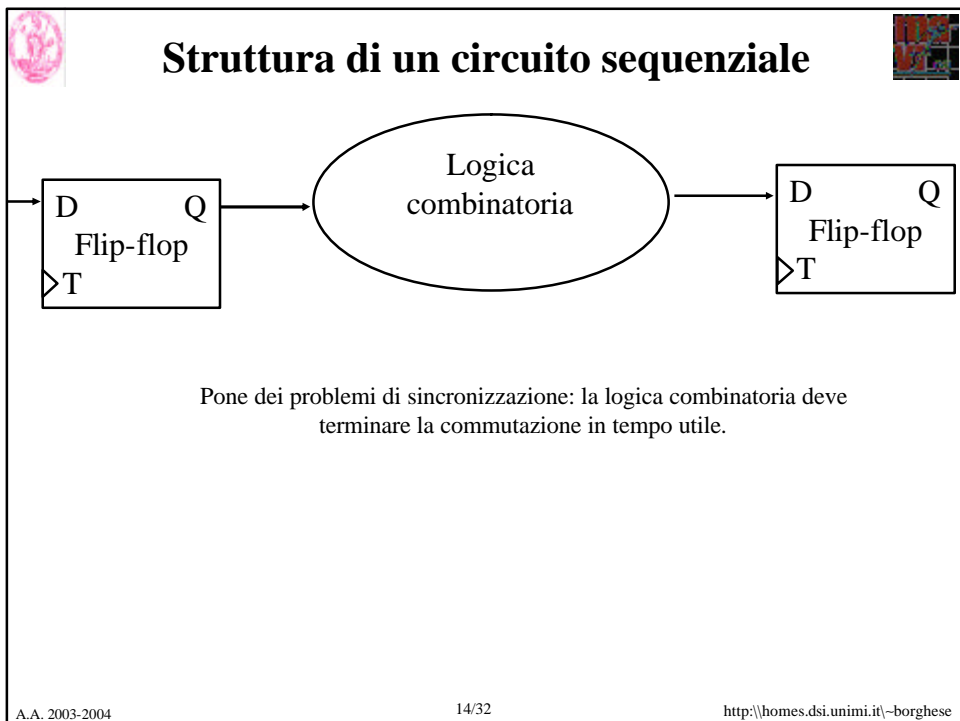 Struttura di un circuito sequenziale
Logica
combinatoria
D Q
Flip-flop
T
D Q
Flip-flop
T
Pone dei problemi di sincronizzazione: la logica combinatoria deve
terminare la commutazione in tempo utile.
A.A. 2003-2004
14/32
http:\\homes.dsi.unimi.it\~borghese